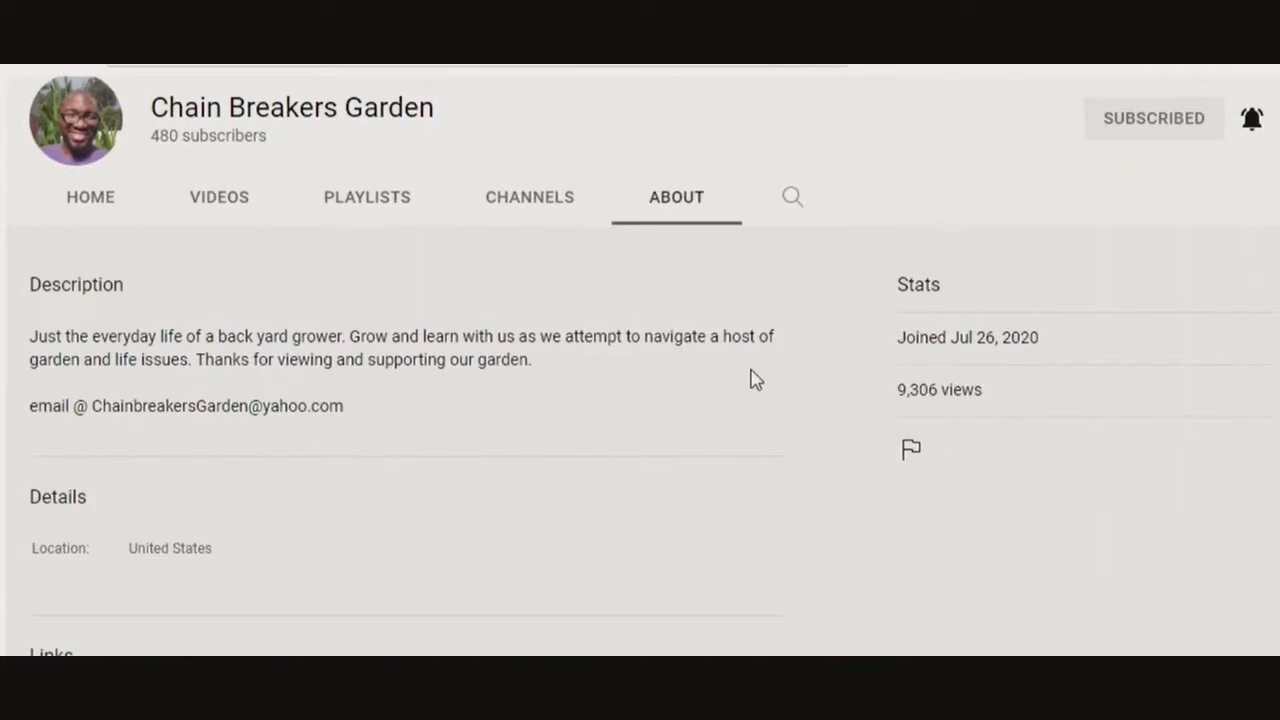 Chain Breakers Garden
480 subscribers
SUBSCRIBED
HOME VIDEOS PLAYLISTS CHANNELS ABOUT
Description
Just the everyday life of a back yard grower. Grow and learn with us as we attempt to navigate a host of
garden and life issues. Thanks for viewing and supporting our garden.
email @ ChainbreakersGarden@yahoo.com
Stats
Joined Jul 26, 2020
9,306 views
Details
Location: United States
Links